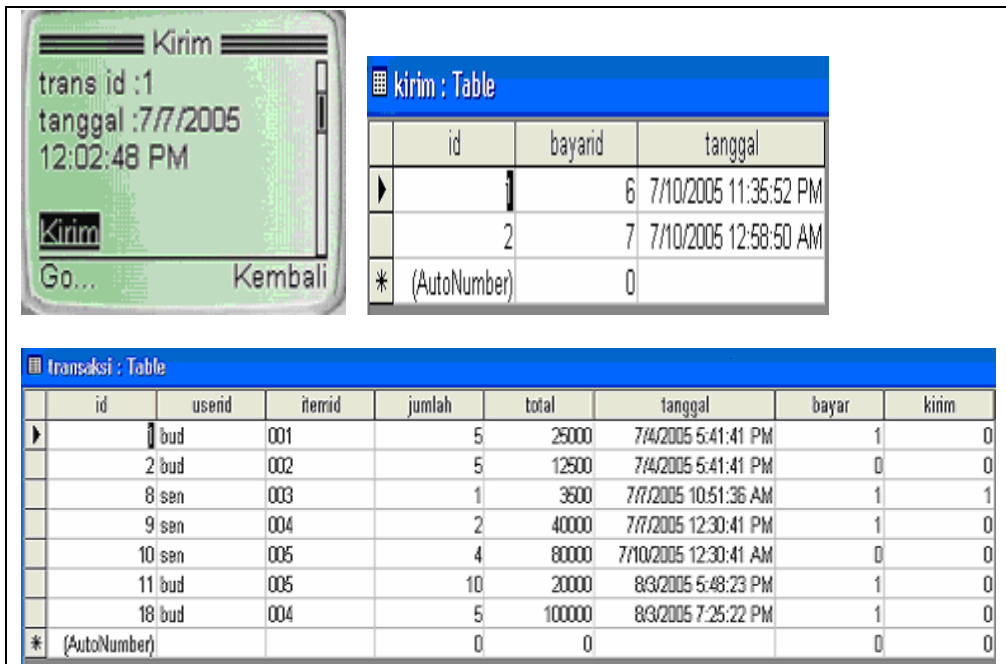 Kirim
trans id :1
tanggal :7/7/2005
12:02:48 PM
Kirim
Go... Kembali
kirim : Table
id bayarid tanggal
1 6 7/10/2005 11:35:52 PM
2 7 7/10/2005 12:58:50 AM
(AutoNumber) 0
transaksi : Table
id userid itemid jumlah total tanggal bayar kirim
1 bud 001 5 25000 7/4/2005 5:41:41 PM 1 0
2 bud 002 5 12500 7/4/2005 5:41:41 PM 0 0
8 sen 003 1 3500 7/7/2005 10:51:36 AM 1 1
9 sen 004 2 40000 7/7/2005 12:30:41 PM 1 0
10 sen 005 4 80000 7/10/2005 12:30:41 AM 0 0
11 bud 005 10 20000 8/3/2005 5:48:23 PM 1 0
18 bud 004 5 100000 8/3/2005 7:25:22 PM 1 0
(AutoNumber) 0 0 0 0